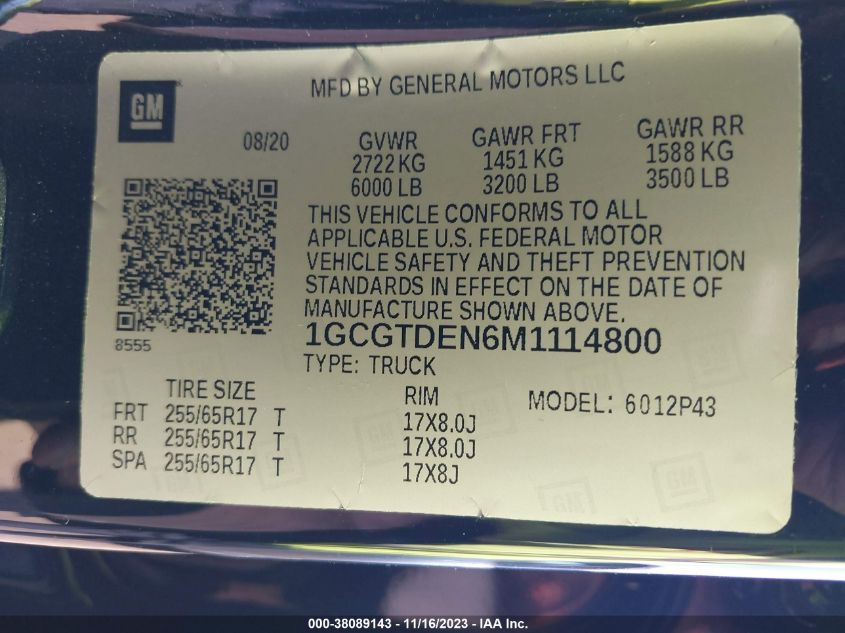 MFD BY GENERAL MOTORS LLC
GM
08/20
GVWR GAWR FRT GAWR RR
2722 KG 1451 KG 1588 KG
6000 LB 3200 LB 3500 LB
THIS VEHICLE CONFORMS TO ALL
APPLICABLE U.S. FEDERAL MOTOR
VEHICLE SAFETY AND THEFT PREVENTION
STANDARDS IN EFFECT ON THE DATE OF
MANUFACTURE SHOWN ABOVE.
8555
1GCGTDEN6M1114800
TYPE: TRUCK
TIRE SIZE RIM MODEL: 6012P43
FRT 255/65R17 T 17X8.0J
RR 255/65R17 T 17X8.0J
SPA 255/65R17 T 17X8J
GM
000-38089143 - 11/16/2023 - IAA Inc.